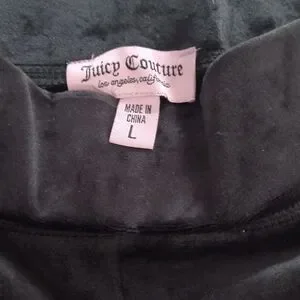 Juicy Couture
los angeles, california
MADE IN
CHINA
L